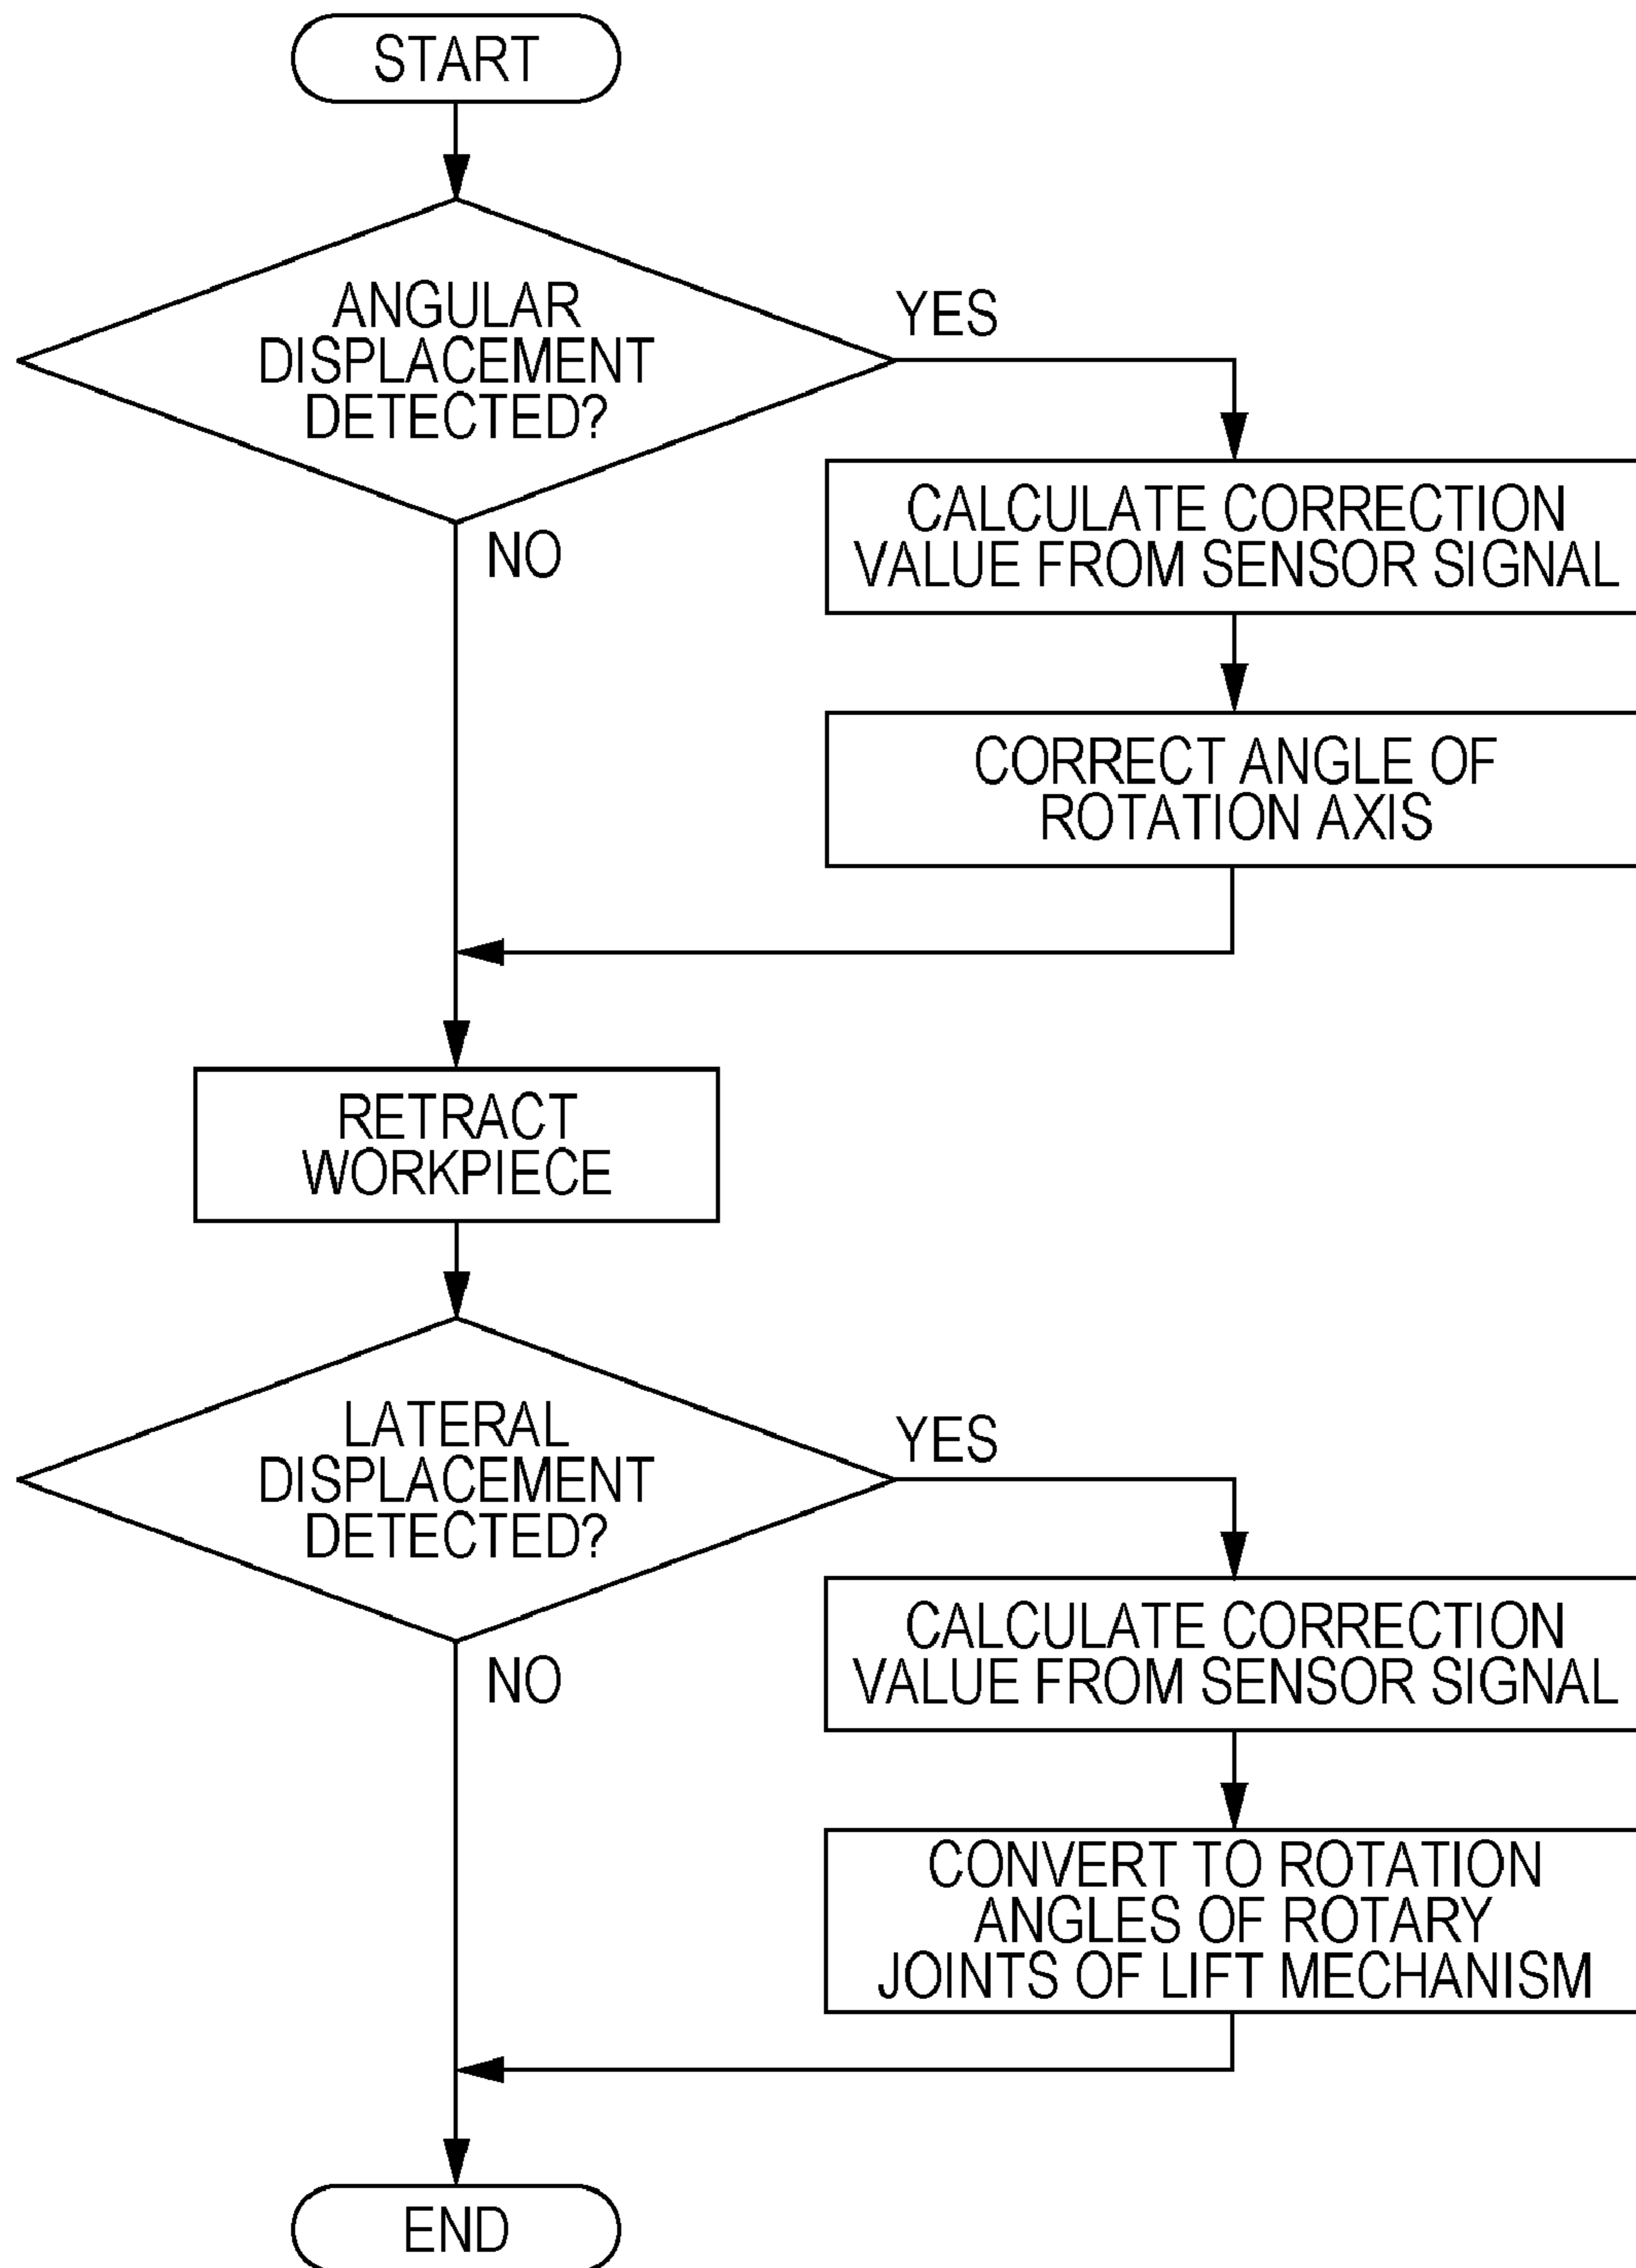 START
ANGULAR
DISPLACEMENT
DETECTED?
YES
NO
CALCULATE CORRECTION
VALUE FROM SENSOR SIGNAL
CORRECT ANGLE OF
ROTATION AXIS
RETRACT
WORKPIECE
LATERAL
DISPLACEMENT
DETECTED?
YES
NO
CALCULATE CORRECTION
VALUE FROM SENSOR SIGNAL
CONVERT TO ROTATION
ANGLES OF ROTARY
JOINTS OF LIFT MECHANISM
END